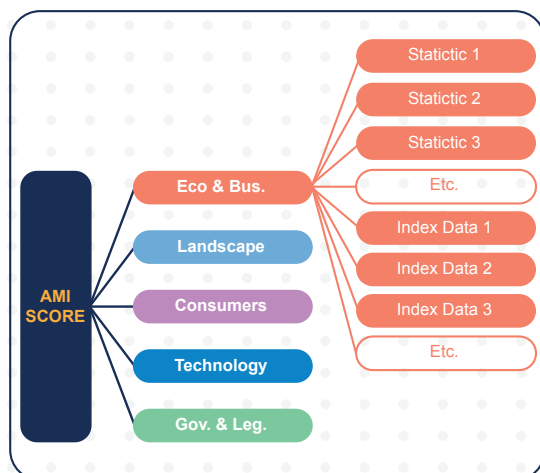 AMI
SCORE
Eco & Bus.
Landscape
Consumers
Technology
Gov. & Leg.
Statictic 1
Statictic 2
Statictic 3
Etc.
Index Data 1
Index Data 2
Index Data 3
Etc.